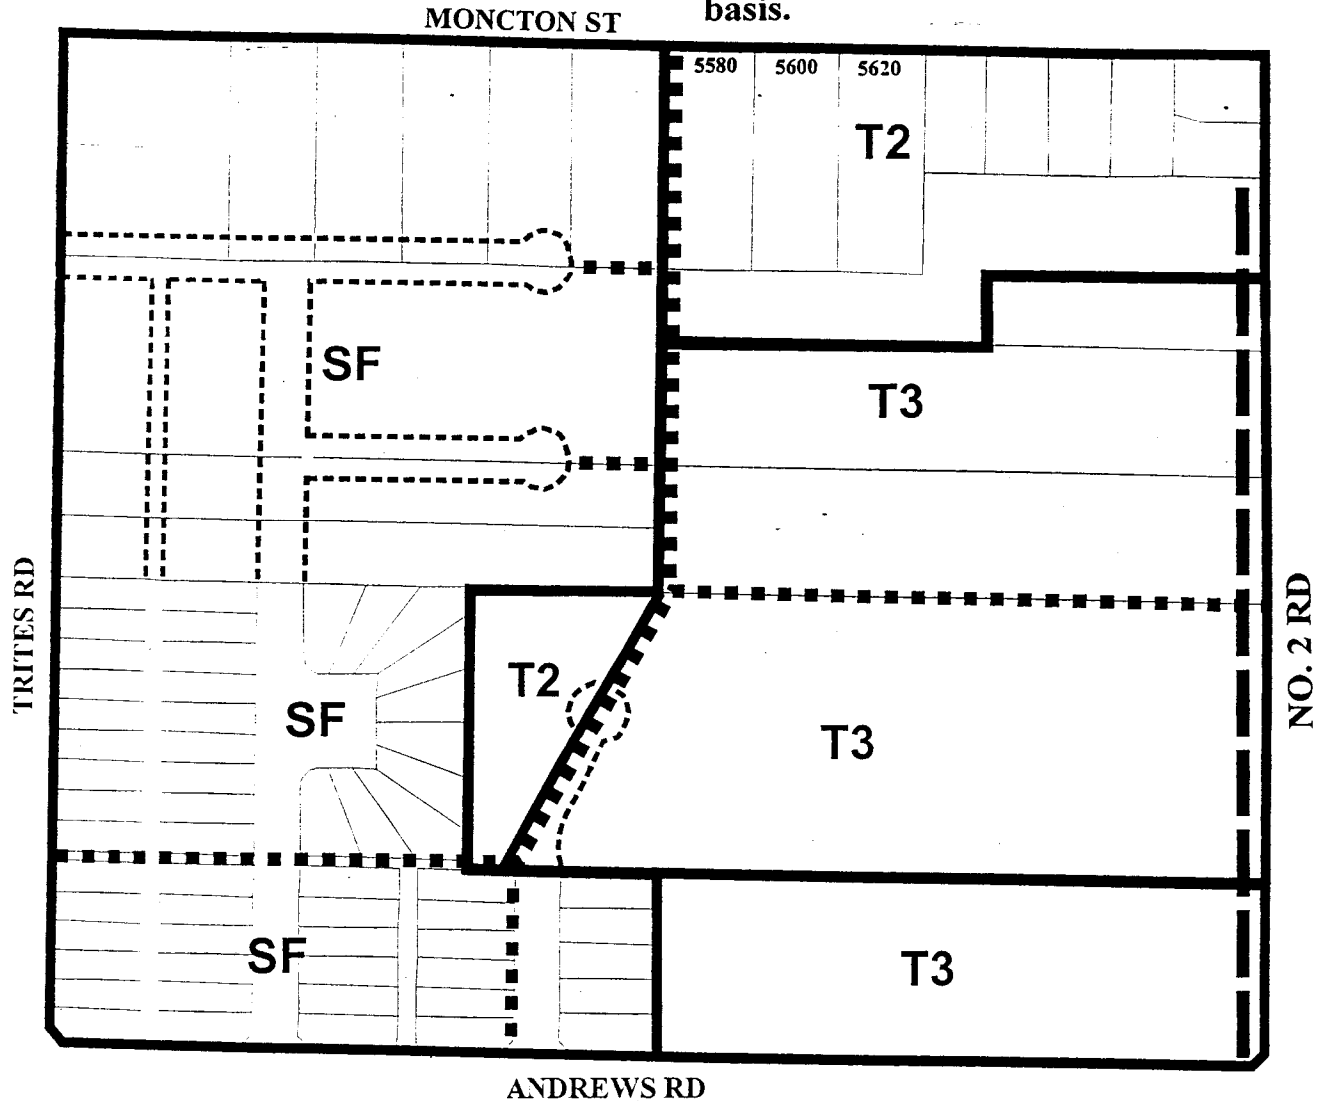 basis.
MONCTON ST
5580 5600 5620
T2
SF
T3
TRITES RD
NO. 2 RD
T2
SF
T3
SF
T3
ANDREWS RD